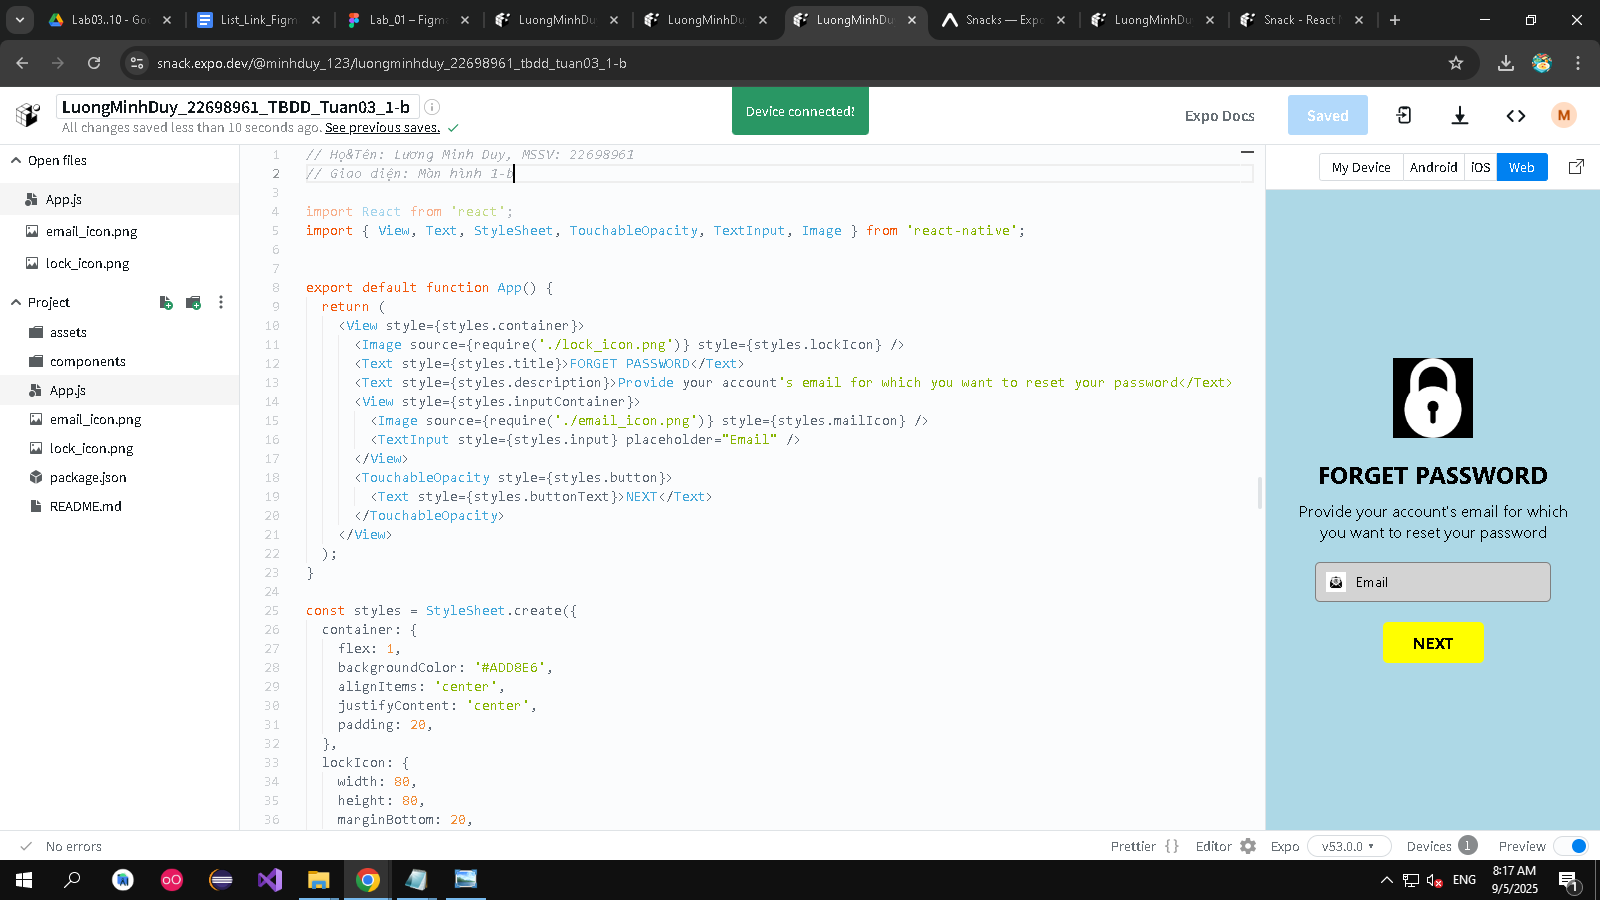 Lab03..10 - Goo
List_Link_Figm
Lab_01 – Figma
LuongMinhDuy
LuongMinhDuy
LuongMinhDuy
Snacks — Expo
LuongMinhDuy
Snack - React N
snack.expo.dev/@minhduy_123/luongminhduy_22698961_tbdd_tuan03_1-b
LuongMinhDuy_22698961_TBDD_Tuan03_1-b
All changes saved less than 10 seconds ago. See previous saves.
Device connected!
Expo Docs
Saved
M
Open files
App.js
email_icon.png
lock_icon.png
Project
assets
components
App.js
email_icon.png
lock_icon.png
package.json
README.md
1 // Họ&Tên: Lương Minh Duy, MSSV: 22698961
2 // Giao diện: Màn hình 1-b
3
4 import React from 'react';
5 import { View, Text, StyleSheet, TouchableOpacity, TextInput, Image } from 'react-native';
6
7
8 export default function App() {
9 return (
10 <View style={styles.container}>
11 <Image source={require('./lock_icon.png')} style={styles.lockIcon} />
12 <Text style={styles.title}>FORGET PASSWORD</Text>
13 <Text style={styles.description}>Provide your account's email for which you want to reset your password</Text>
14 <View style={styles.inputContainer}>
15 <Image source={require('./email_icon.png')} style={styles.mailIcon} />
16 <TextInput style={styles.input} placeholder="Email" />
17 </View>
18 <TouchableOpacity style={styles.button}>
19 <Text style={styles.buttonText}>NEXT</Text>
20 </TouchableOpacity>
21 </View>
22 );
23 }
24
25 const styles = StyleSheet.create({
26 container: {
27 flex: 1,
28 backgroundColor: '#ADD8E6',
29 alignItems: 'center',
30 justifyContent: 'center',
31 padding: 20,
32 },
33 lockIcon: {
34 width: 80,
35 height: 80,
36 marginBottom: 20,
My Device
Android
iOS
Web
FORGET PASSWORD
Provide your account's email for which
you want to reset your password
Email
NEXT
No errors
Prettier { }
Editor
Expo
v53.0.0
Devices 1
Preview
ENG
8:17 AM
9/5/2025
1